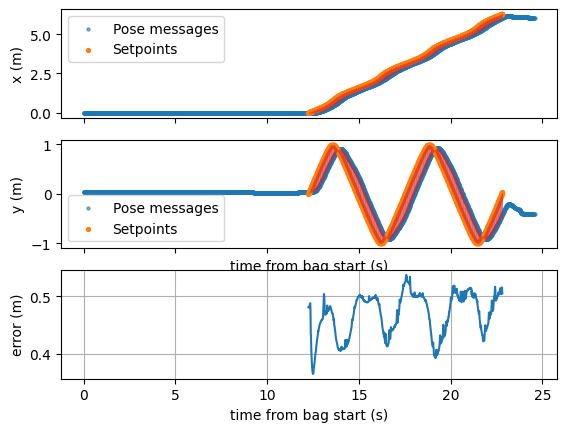 x (m)
5.0
2.5
0.0
Pose messages
Setpoints
y (m)
1
0
−1
Pose messages
Setpoints
time from bag start (s)
error (m)
0.5
0.4
0
5
10
15
20
25
time from bag start (s)